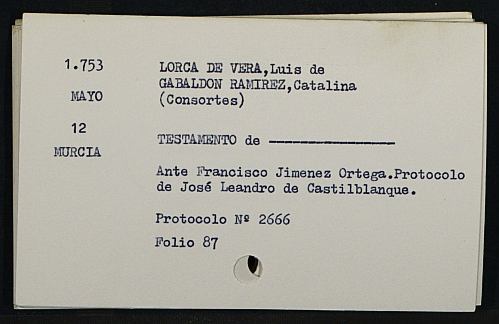 1.753
MAYO
12
MURCIA
LORCA DE VERA,Luis de
GABALDON RAMIREZ,Catalina
(Consortes)
TESTAMENTO de ----------------
Ante Francisco Jimenez Ortega.Protocolo
de José Leandro de Castilblanque.
Protocolo Nº 2666
Folio 87